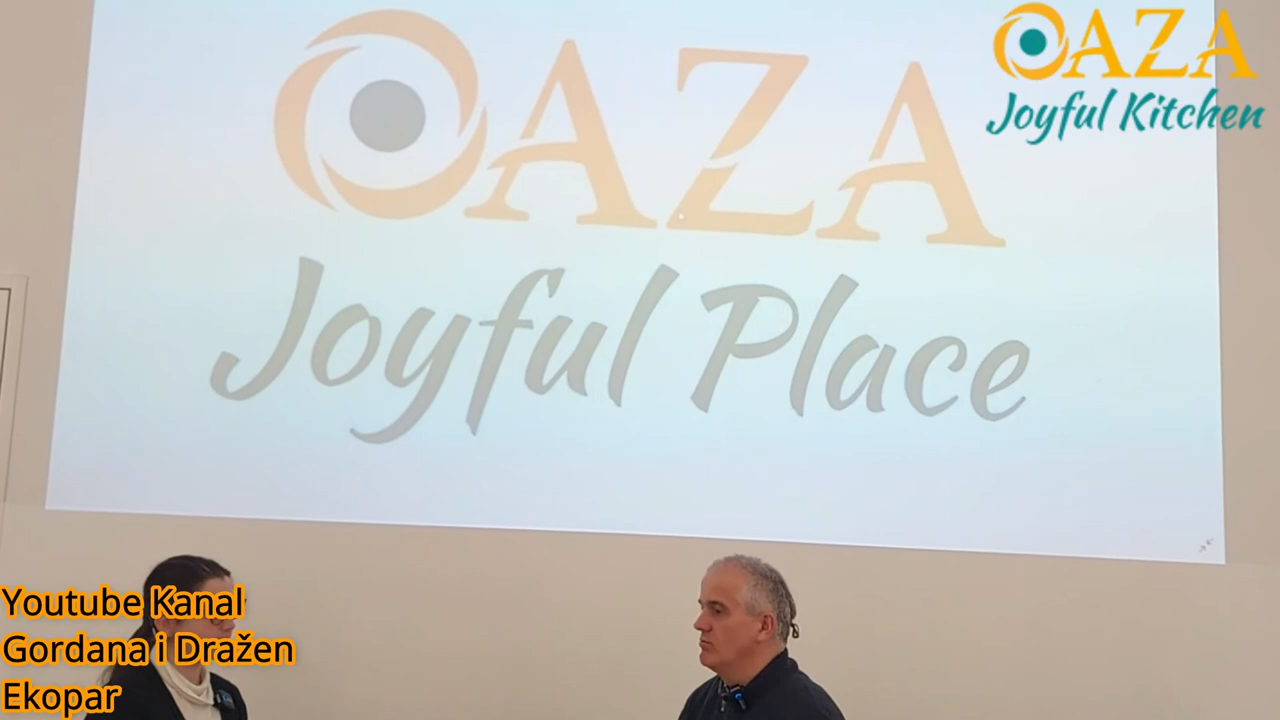 OAZA
Joyful Place
OAZA
Joyful Kitchen
Youtube Kanal
Gordana i Dražen
Ekopar